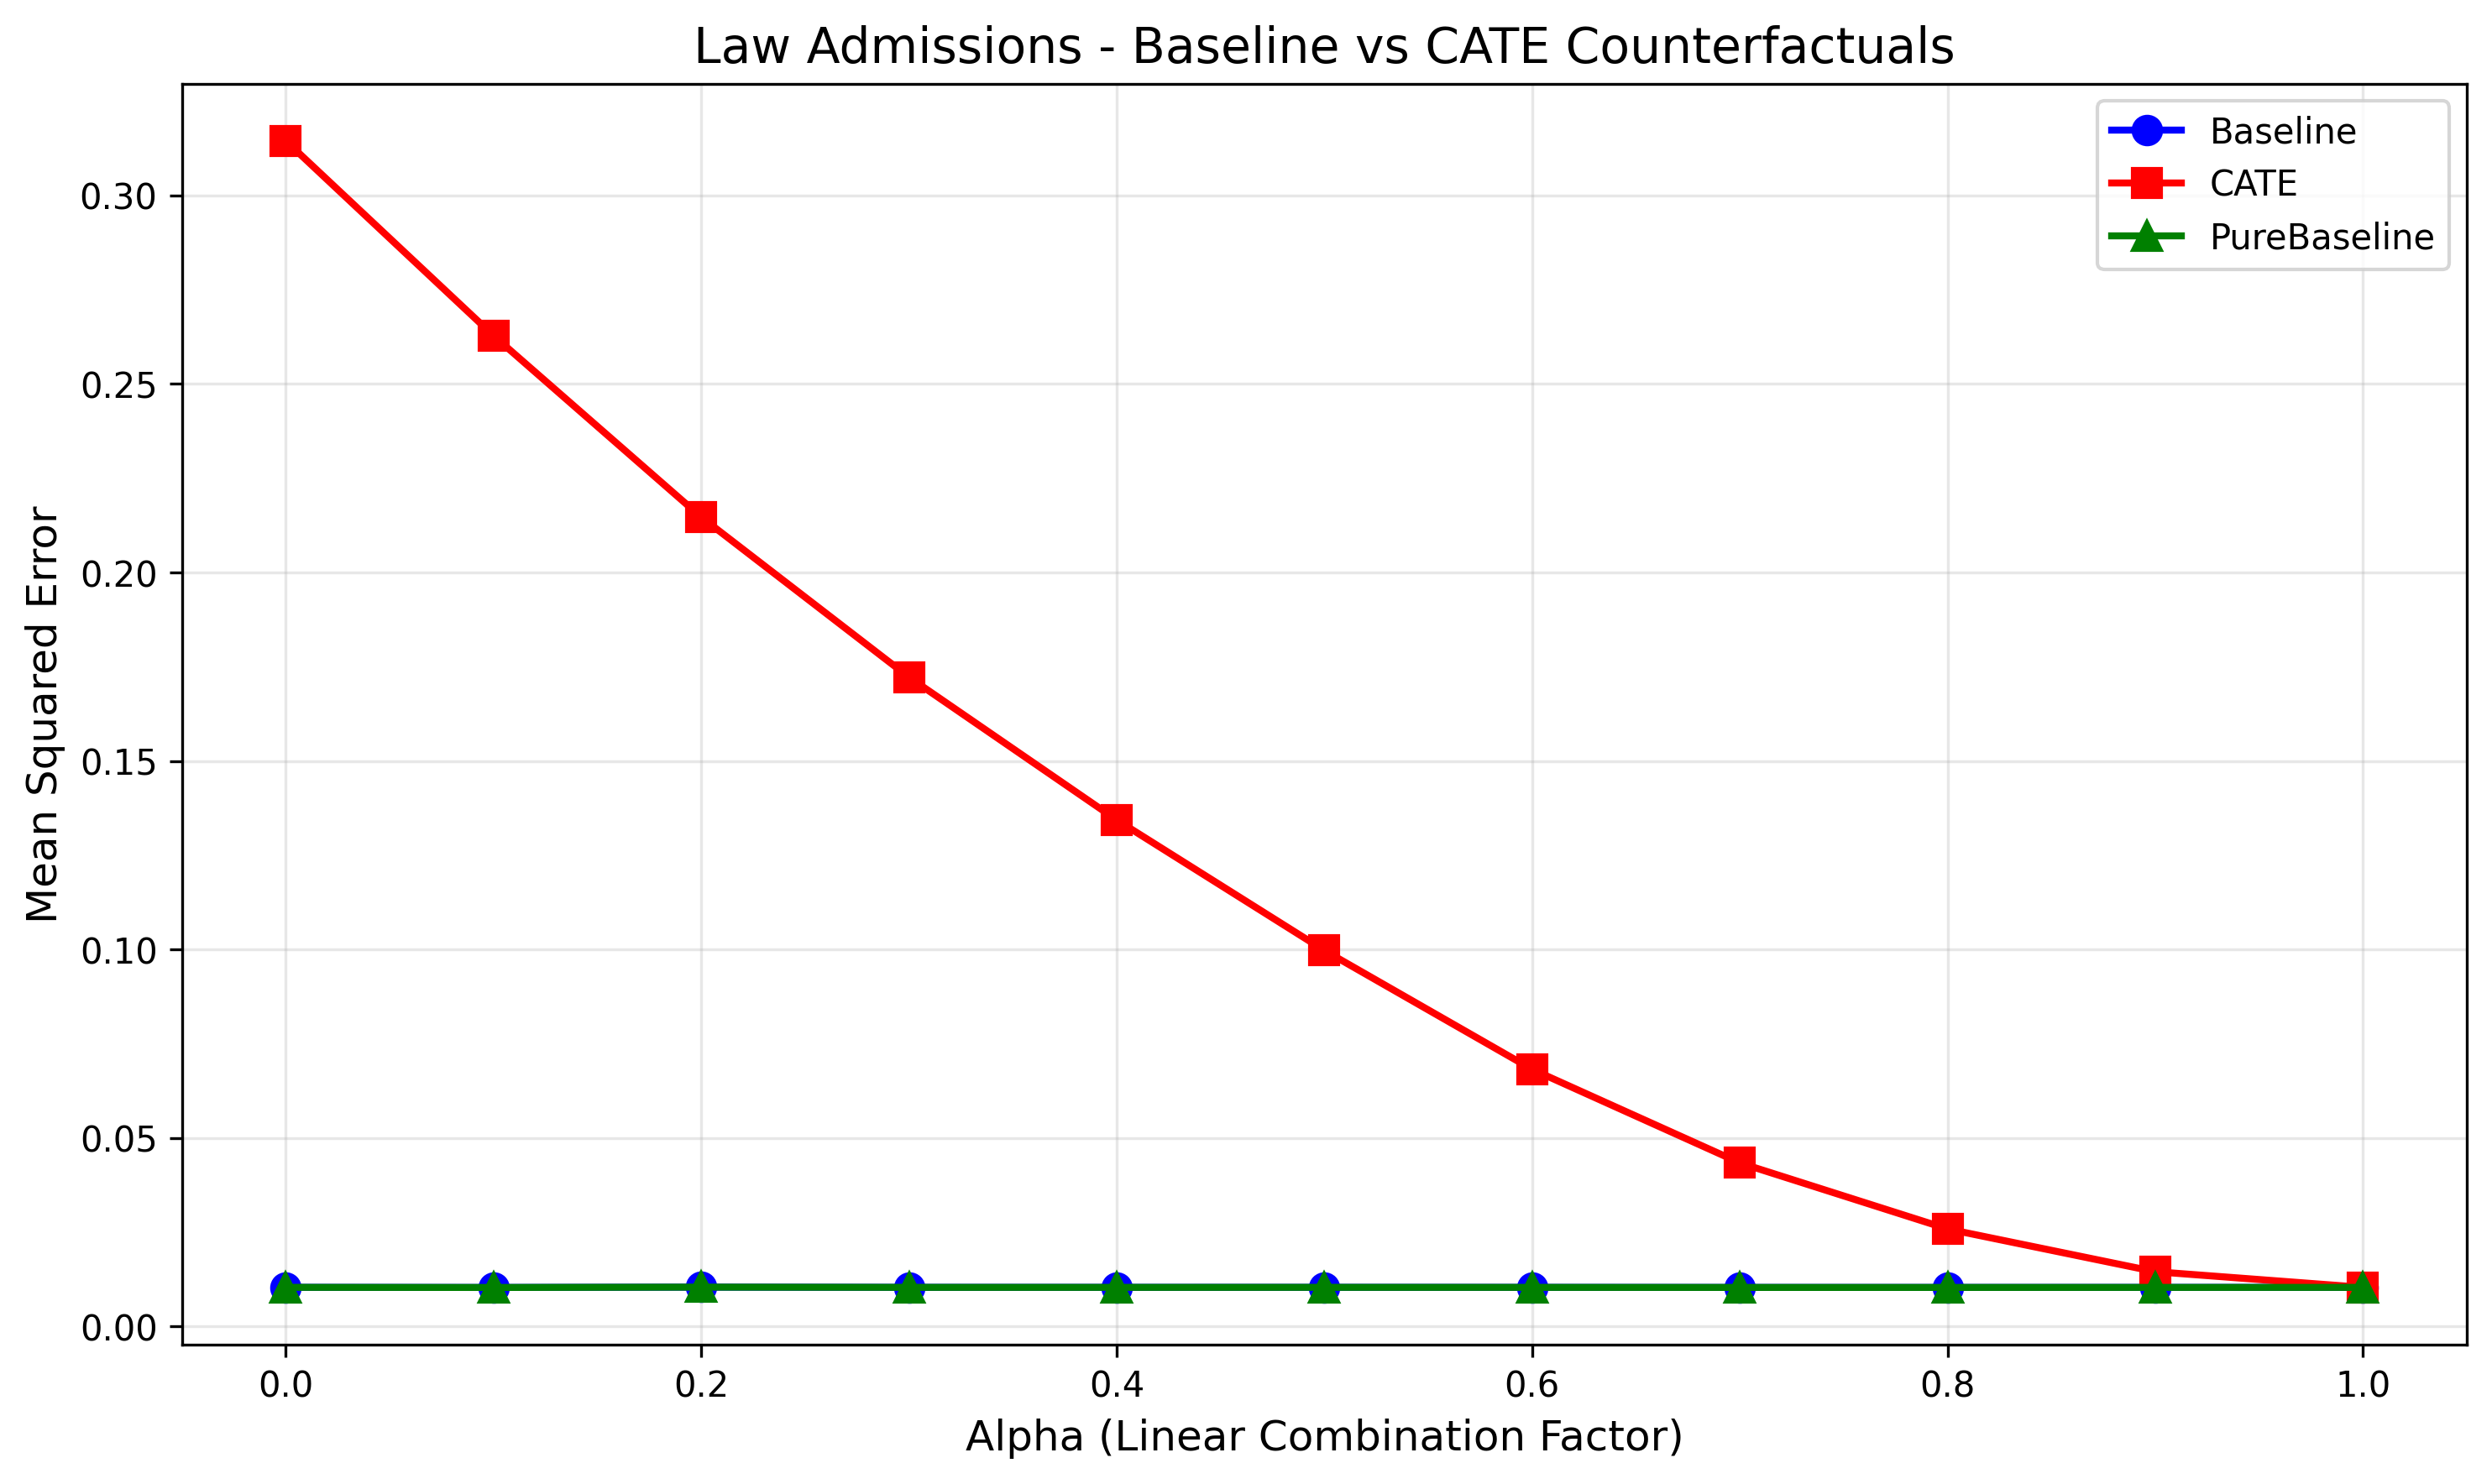 Law Admissions - Baseline vs CATE Counterfactuals
Baseline
CATE
PureBaseline
Mean Squared Error
0.30
0.25
0.20
0.15
0.10
0.05
0.00
0.0 0.2 0.4 0.6 0.8 1.0
Alpha (Linear Combination Factor)